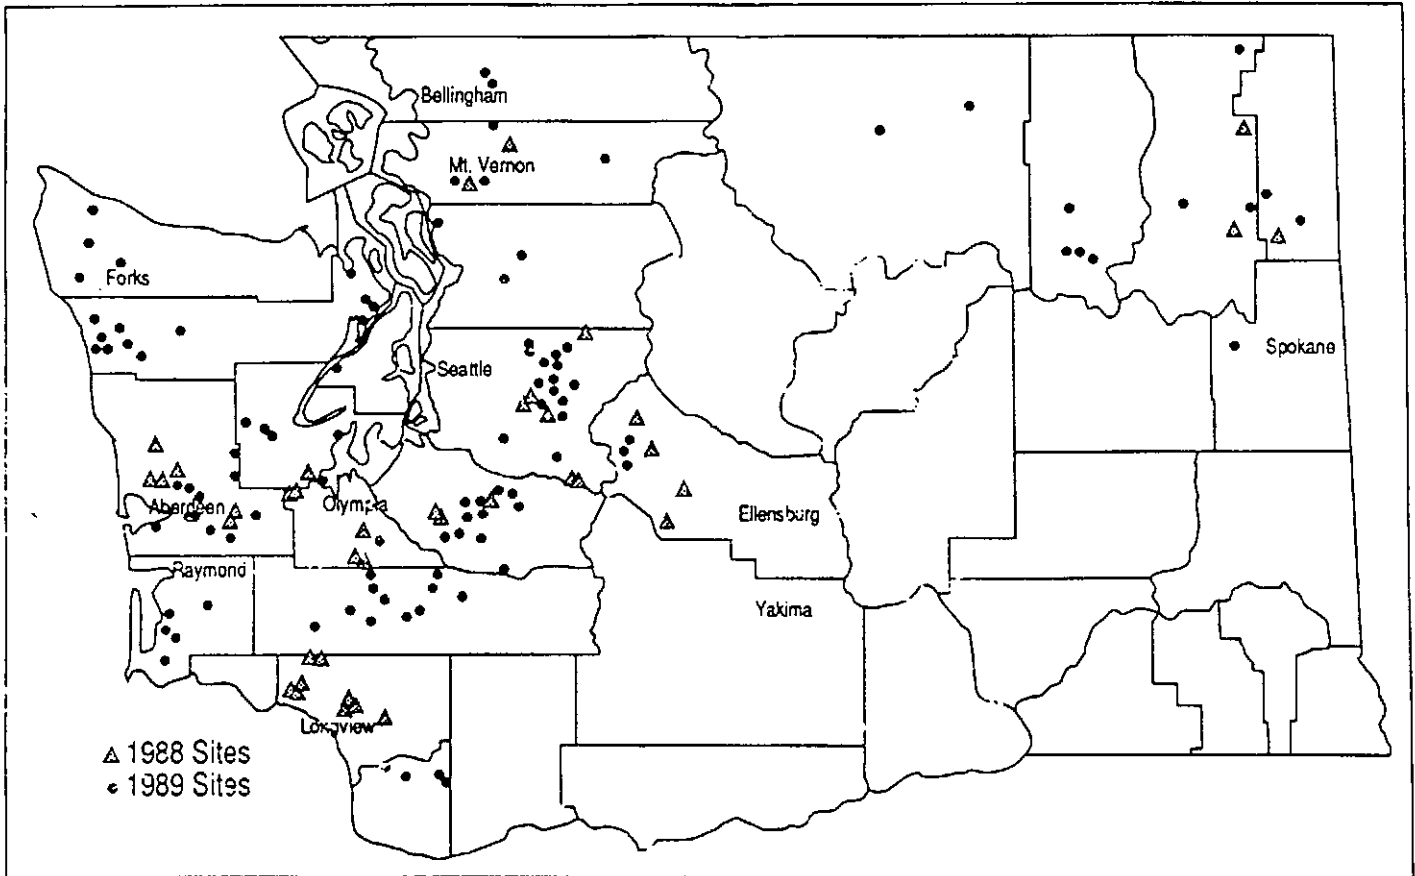 Bellingham
Mt. Vernon
Forks
Spokane
Seattle
Aberdeen
Olympia
Ellensburg
Raymond
Yakima
Longview
1988 Sites
1989 Sites